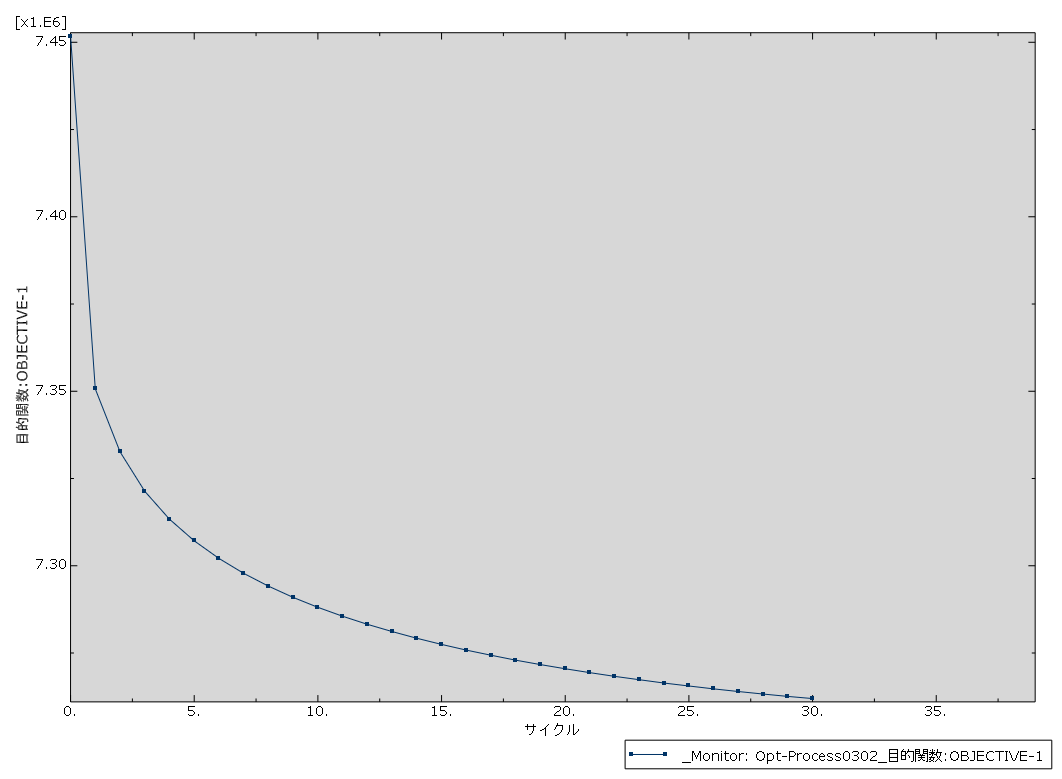 [x1.E6]
7.45
7.40
7.35
7.30
目的関数:OBJECTIVE-1
0. 5. 10. 15. 20. 25. 30. 35.
サイクル
_Monitor: Opt-Process0302_目的関数:OBJECTIVE-1